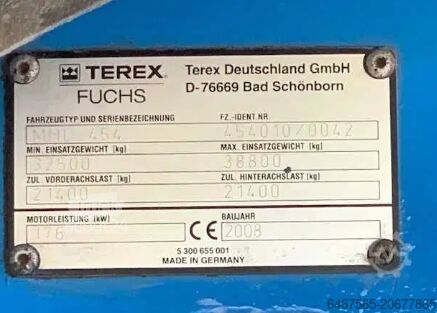 TEREX® Terex Deutschland GmbH
FUCHS D-76669 Bad Schönborn
FAHRZEUGTYP UND SERIENBEZEICHNUNG FZ.-IDENT.NR.
MHL 454 454010/0042
MIN. EINSATZGEWICHT [kg] MAX. EINSATZGEWICHT [kg]
32500 38800
ZUL. VORDERACHSLAST [kg] ZUL. HINTERACHSLAST [kg]
21400 21400
MOTORLEISTUNG [kW] CE BAUJAHR
176 2008
5 300 655 001
MADE IN GERMANY
6487565-20677885